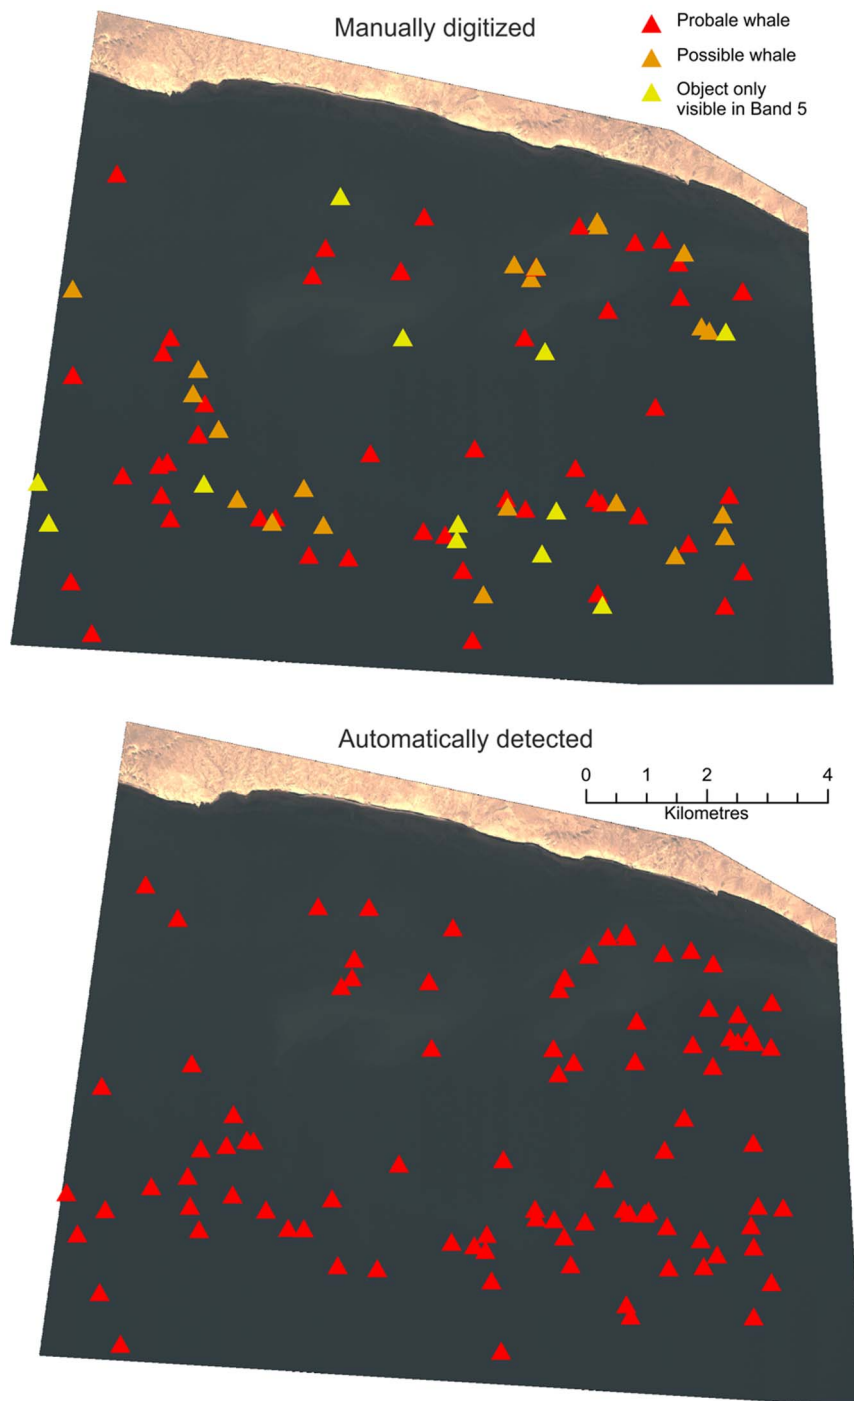 Manually digitized
Probale whale
Possible whale
Object only
visible in Band 5
Automatically detected
0 1 2 4
Kilometres